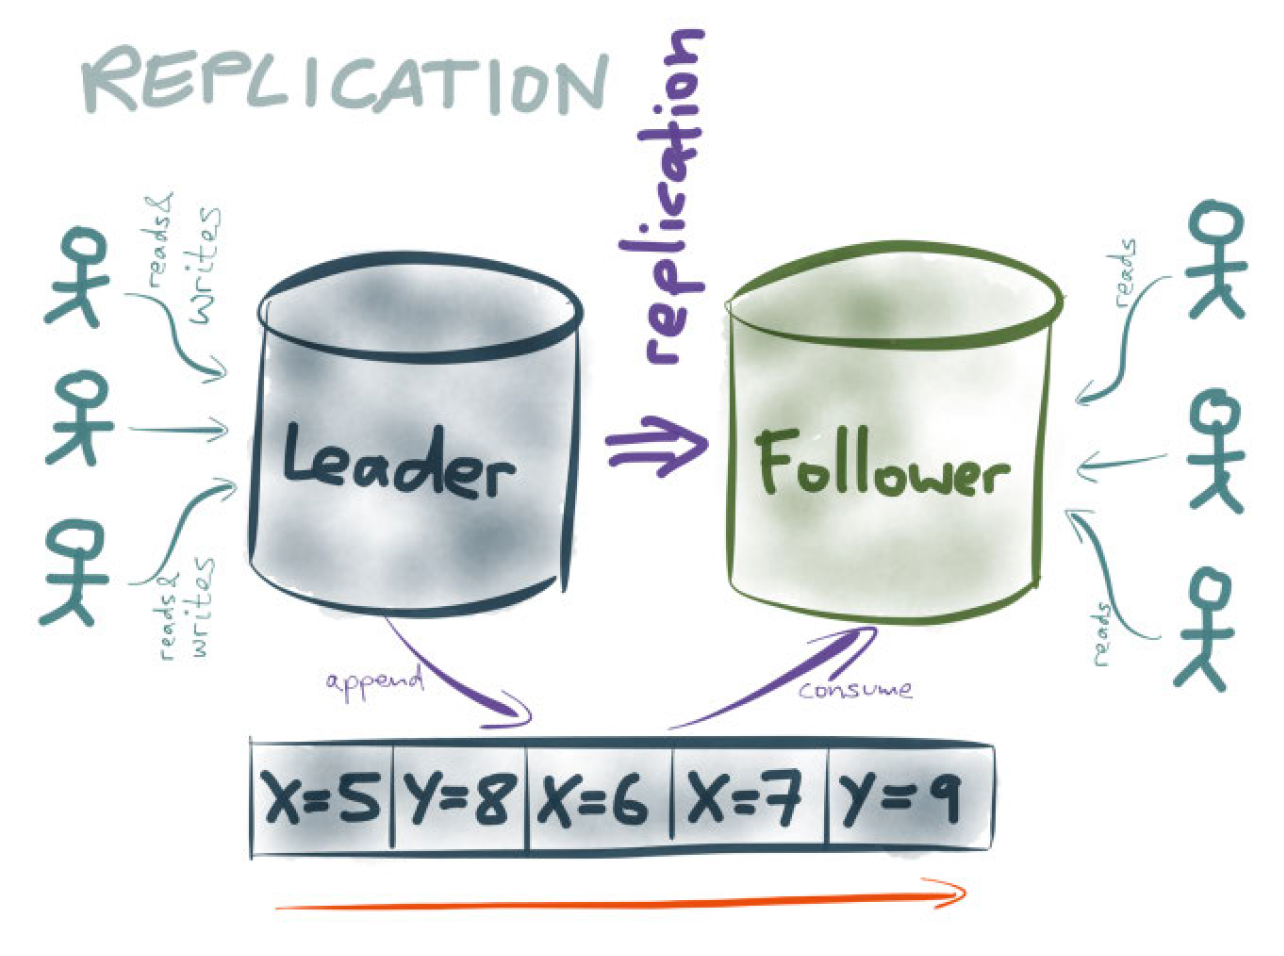 REPLICATION
replication
reads &
writes
reads
Leader
Follower
reads &
writes
reads
append
consume
X=5 Y=8 X=6 X=7 Y=9